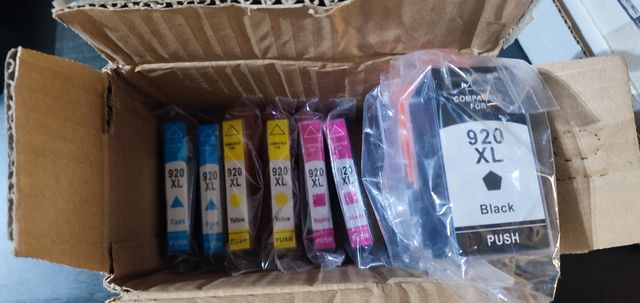 920
XL
Cyan
920
XL
Cyan
920
XL
Yellow
PUSH
920
XL
Yellow
PUSH
920
XL
Magenta
PUSH
920
XL
PUSH
COMPATIBLE
FOR
920
XL
Black
PUSH